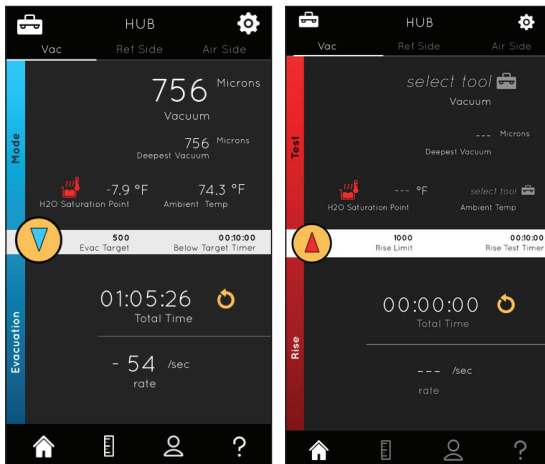 HUB
Vac Ref Side Air Side
756 Microns
Vacuum
756 Microns
Deepest Vacuum
-7.9 °F 74.3 °F
H2O Saturation Point Ambient Temp
Mode
500 00:10:00
Evac Target Below Target Timer
01:05:26
Total Time
- 54 /sec
rate
Evacuation
?
HUB
Vac Ref Side Air Side
select tool
Vacuum
--- Microns
Deepest Vacuum
--- °F select tool
H2O Saturation Point Ambient Temp
Test
1000 00:10:00
Rise Limit Rise Test Timer
00:00:00
Total Time
--- /sec
rate
Rise
?